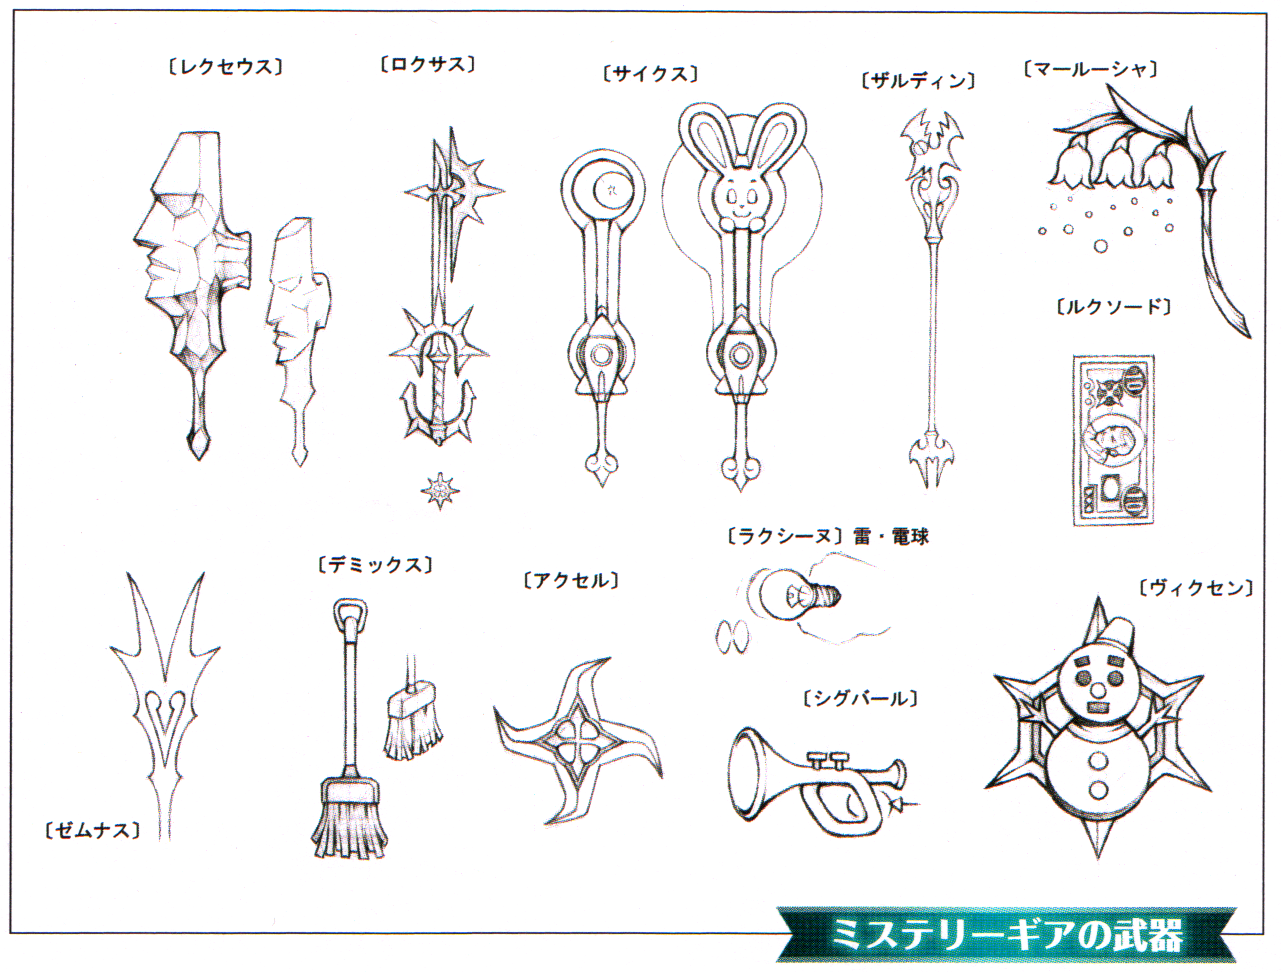 〔レクセウス〕
〔ロクサス〕
〔サイクス〕
〔ザルディン〕
〔マールーシャ〕
〔ルクソード〕
〔ラクシーヌ〕雷・電球
〔デミックス〕
〔アクセル〕
〔ヴィクセン〕
〔シグバール〕
〔ゼムナス〕
ミステリーギアの武器